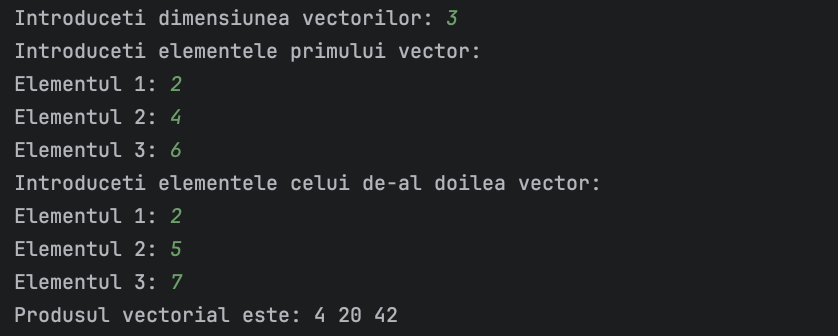 Introduceti dimensiunea vectorilor: 3
Introduceti elementele primului vector:
Elementul 1: 2
Elementul 2: 4
Elementul 3: 6
Introduceti elementele celui de-al doilea vector:
Elementul 1: 2
Elementul 2: 5
Elementul 3: 7
Produsul vectorial este: 4 20 42